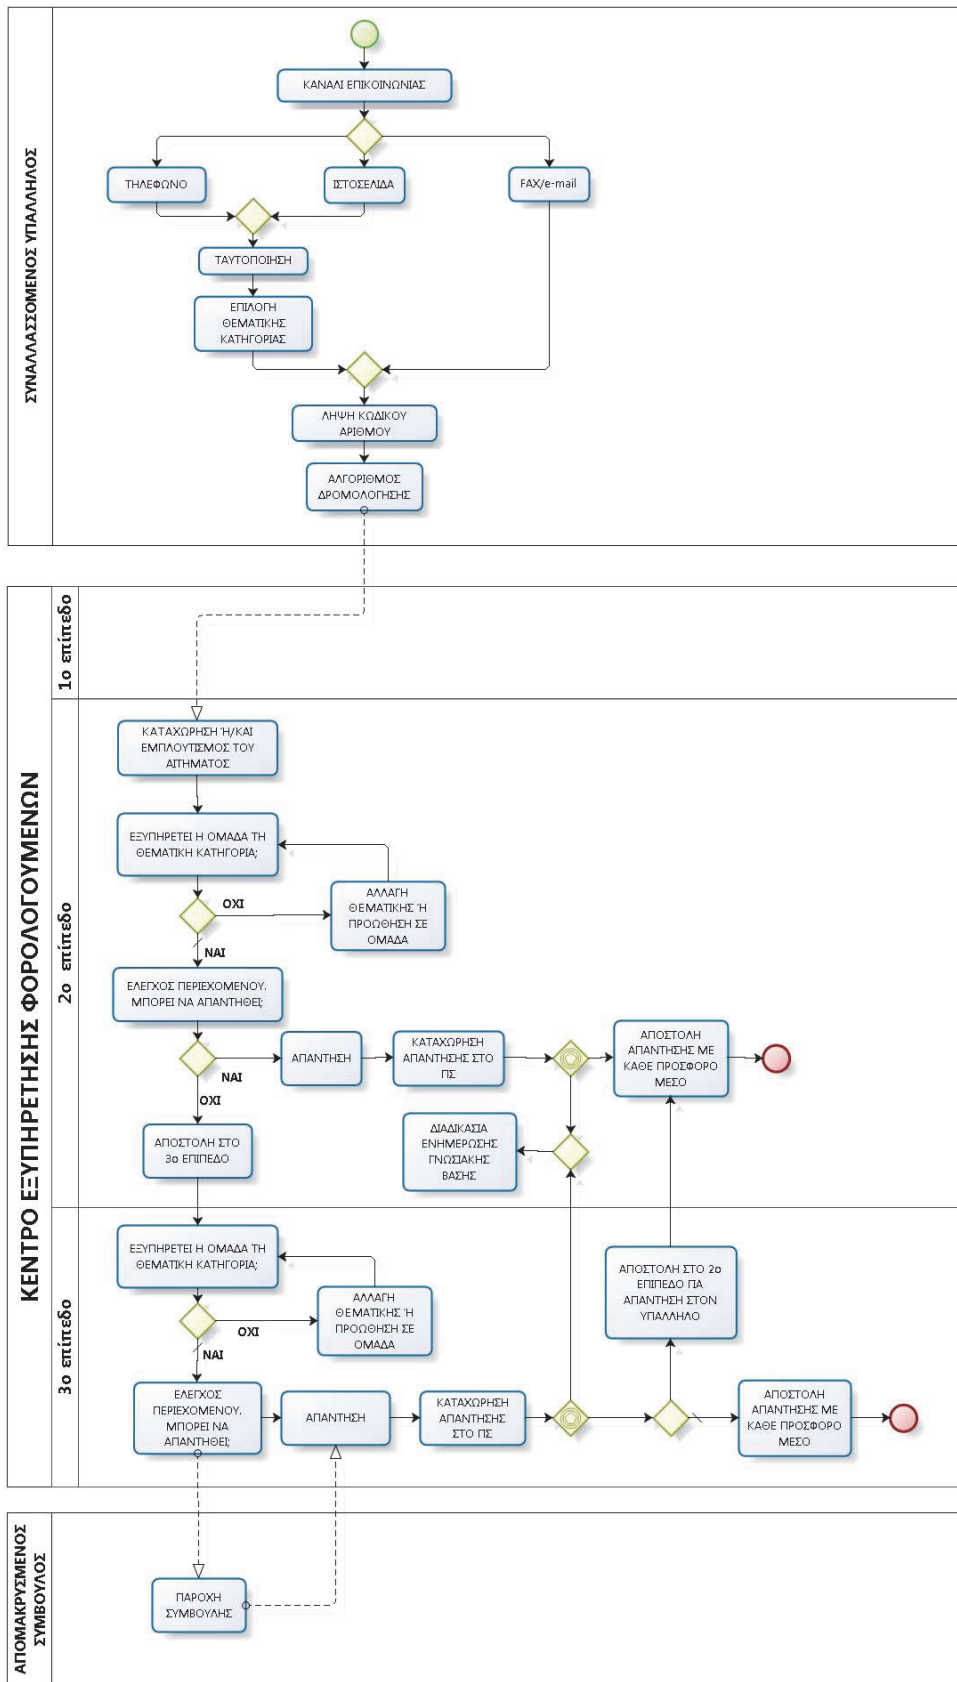 ΣΥΝΑΛΛΑΣΣΟΜΕΝΟΣ ΥΠΑΛΛΗΛΟΣ
ΚΑΝΑΛΙ ΕΠΙΚΟΙΝΩΝΙΑΣ
ΤΗΛΕΦΩΝΟ
ΙΣΤΟΣΕΛΙΔΑ
FAX/e-mail
ΤΑΥΤΟΠΟΙΗΣΗ
ΕΠΙΛΟΓΗ
ΘΕΜΑΤΙΚΗΣ
ΚΑΤΗΓΟΡΙΑΣ
ΛΗΨΗ ΚΩΔΙΚΟΥ
ΑΡΙΘΜΟΥ
ΑΛΓΟΡΙΘΜΟΣ
ΔΡΟΜΟΛΟΓΗΣΗΣ
ΚΕΝΤΡΟ ΕΞΥΠΗΡΕΤΗΣΗΣ ΦΟΡΟΛΟΓΟΥΜΕΝΩΝ
1ο επίπεδο
2ο επίπεδο
ΚΑΤΑΧΩΡΗΣΗ Ή/ΚΑΙ
ΕΜΠΛΟΥΤΙΣΜΟΣ ΤΟΥ
ΑΙΤΗΜΑΤΟΣ
ΕΞΥΠΗΡΕΤΕΙ Η ΟΜΑΔΑ ΤΗ
ΘΕΜΑΤΙΚΗ ΚΑΤΗΓΟΡΙΑ;
ΟΧΙ
ΑΛΛΑΓΗ
ΘΕΜΑΤΙΚΗΣ Ή
ΠΡΟΩΘΗΣΗ ΣΕ
ΟΜΑΔΑ
ΝΑΙ
ΕΛΕΓΧΟΣ ΠΕΡΙΕΧΟΜΕΝΟΥ.
ΜΠΟΡΕΙ ΝΑ ΑΠΑΝΤΗΘΕΙ;
ΝΑΙ
ΑΠΑΝΤΗΣΗ
ΚΑΤΑΧΩΡΗΣΗ
ΑΠΑΝΤΗΣΗΣ ΣΤΟ
ΠΣ
ΑΠΟΣΤΟΛΗ
ΑΠΑΝΤΗΣΗΣ ΜΕ
ΚΑΘΕ ΠΡΟΣΦΟΡΟ
ΜΕΣΟ
ΟΧΙ
ΑΠΟΣΤΟΛΗ ΣΤΟ
3ο ΕΠΙΠΕΔΟ
ΔΙΑΔΙΚΑΣΙΑ
ΕΝΗΜΕΡΩΣΗΣ
ΓΝΩΣΙΑΚΗΣ
ΒΑΣΗΣ
3ο επίπεδο
ΕΞΥΠΗΡΕΤΕΙ Η ΟΜΑΔΑ ΤΗ
ΘΕΜΑΤΙΚΗ ΚΑΤΗΓΟΡΙΑ;
ΟΧΙ
ΑΛΛΑΓΗ
ΘΕΜΑΤΙΚΗΣ Ή
ΠΡΟΩΘΗΣΗ ΣΕ
ΟΜΑΔΑ
ΑΠΟΣΤΟΛΗ ΣΤΟ 2ο
ΕΠΙΠΕΔΟ ΓΙΑ
ΑΠΑΝΤΗΣΗ ΣΤΟΝ
ΥΠΑΛΛΗΛΟ
ΝΑΙ
ΕΛΕΓΧΟΣ
ΠΕΡΙΕΧΟΜΕΝΟΥ.
ΜΠΟΡΕΙ ΝΑ
ΑΠΑΝΤΗΘΕΙ;
ΑΠΑΝΤΗΣΗ
ΚΑΤΑΧΩΡΗΣΗ
ΑΠΑΝΤΗΣΗΣ
ΣΤΟ ΠΣ
ΑΠΟΣΤΟΛΗ
ΑΠΑΝΤΗΣΗΣ ΜΕ
ΚΑΘΕ ΠΡΟΣΦΟΡΟ
ΜΕΣΟ
ΑΠΟΜΑΚΡΥΣΜΕΝΟΣ
ΣΥΜΒΟΥΛΟΣ
ΠΑΡΟΧΗ
ΣΥΜΒΟΥΛΗΣ